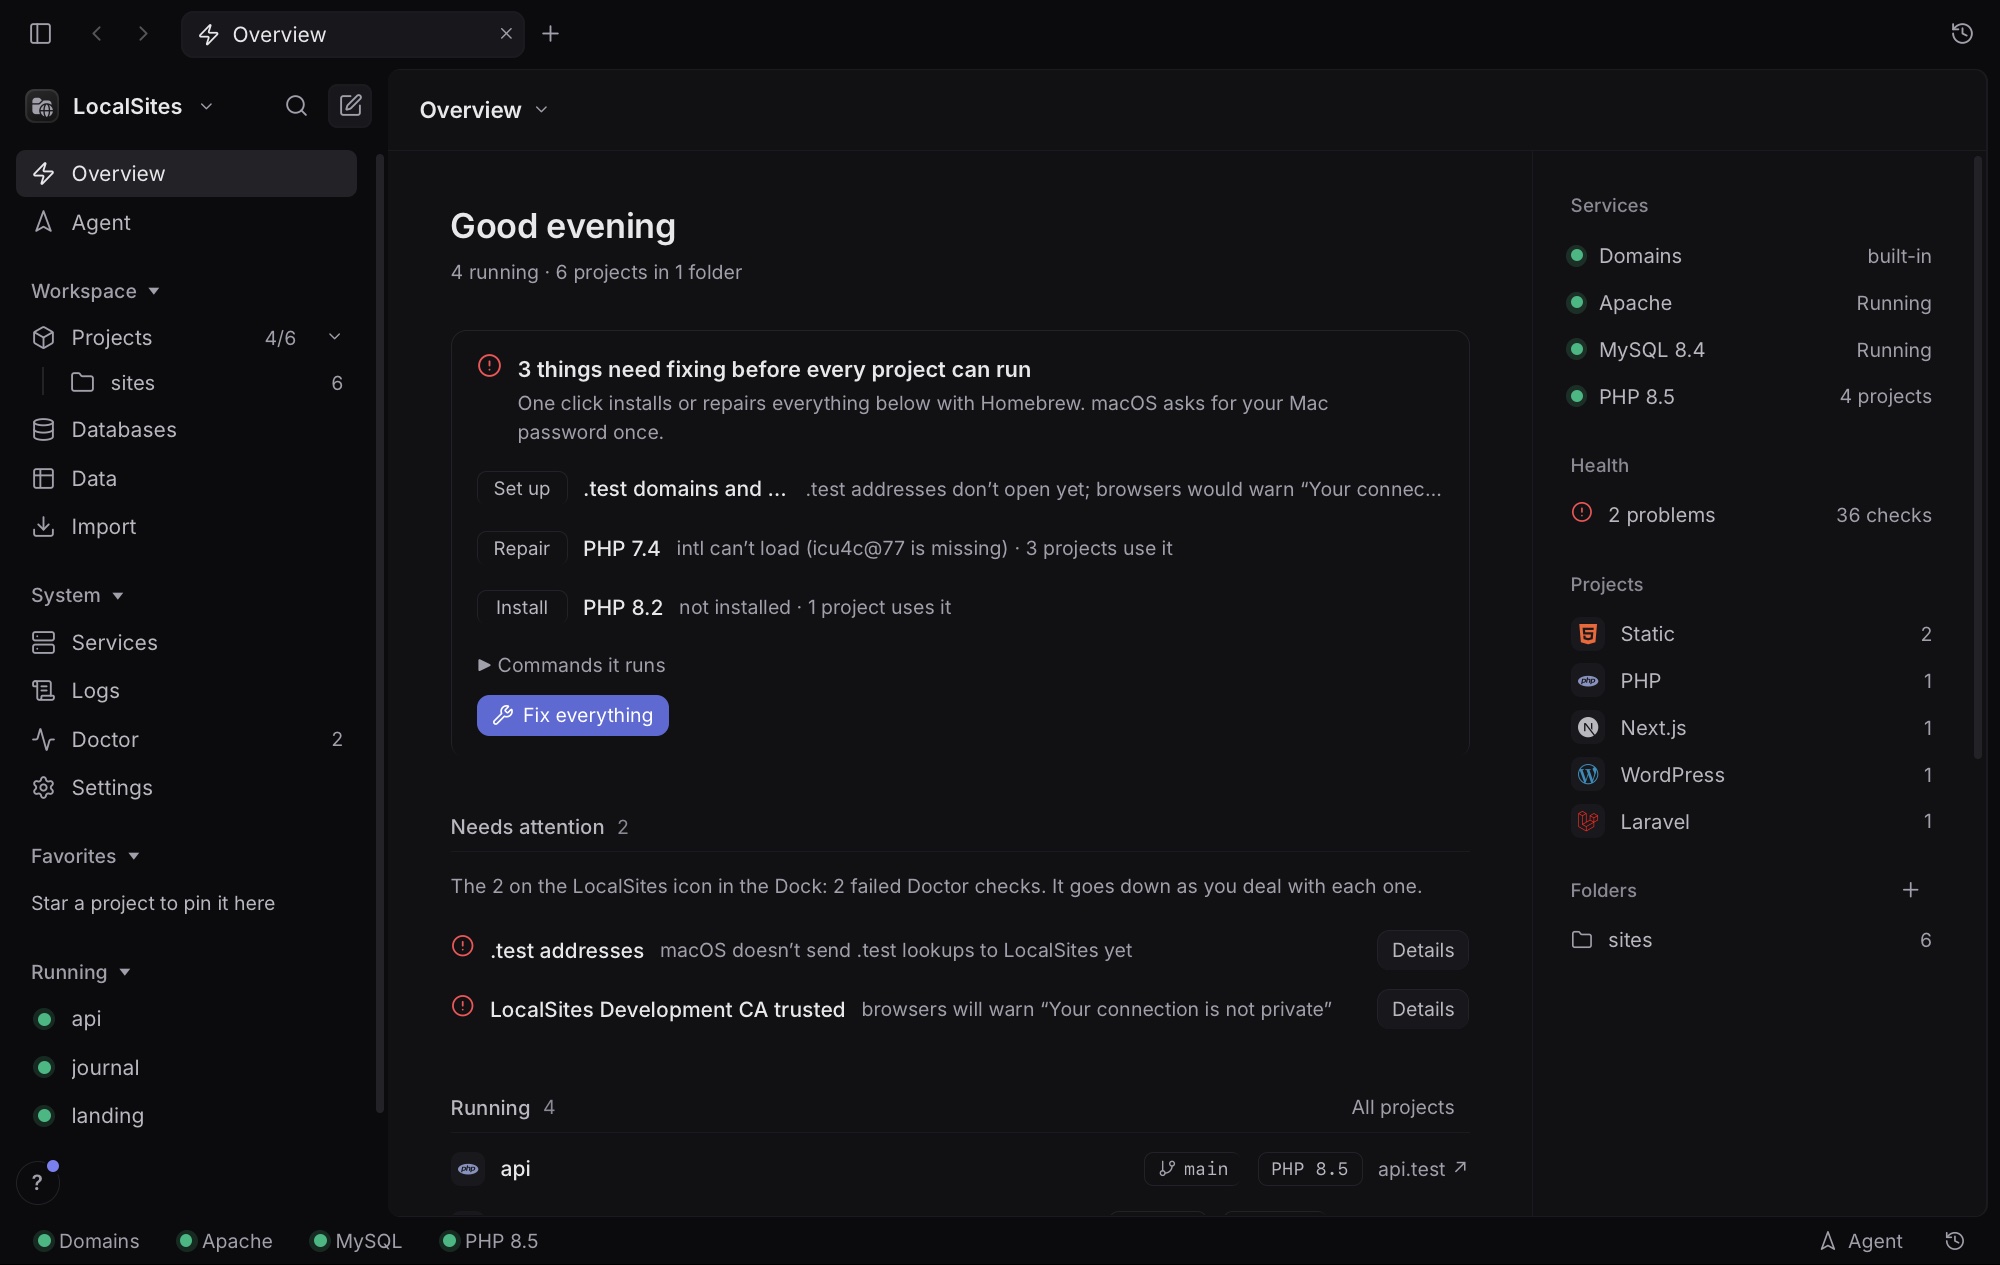 Overview
LocalSites
Overview
Agent
Workspace
Projects 4/6
sites 6
Databases
Data
Import
System
Services
Logs
Doctor 2
Settings
Favorites
Star a project to pin it here
Running
api
journal
landing
?
Overview
Good evening
4 running · 6 projects in 1 folder
3 things need fixing before every project can run
One click installs or repairs everything below with Homebrew. macOS asks for your Mac
password once.
Set up .test domains and ... .test addresses don’t open yet; browsers would warn “Your connec...
Repair PHP 7.4 intl can’t load (icu4c@77 is missing) · 3 projects use it
Install PHP 8.2 not installed · 1 project uses it
Commands it runs
Fix everything
Needs attention 2
The 2 on the LocalSites icon in the Dock: 2 failed Doctor checks. It goes down as you deal with each one.
.test addresses macOS doesn’t send .test lookups to LocalSites yet Details
LocalSites Development CA trusted browsers will warn “Your connection is not private” Details
Running 4 All projects
php api main PHP 8.5 api.test ↗
Services
Domains built-in
Apache Running
MySQL 8.4 Running
PHP 8.5 4 projects
Health
2 problems 36 checks
Projects
Static 2
php PHP 1
Next.js 1
WordPress 1
Laravel 1
Folders +
sites 6
Domains Apache MySQL PHP 8.5 Agent